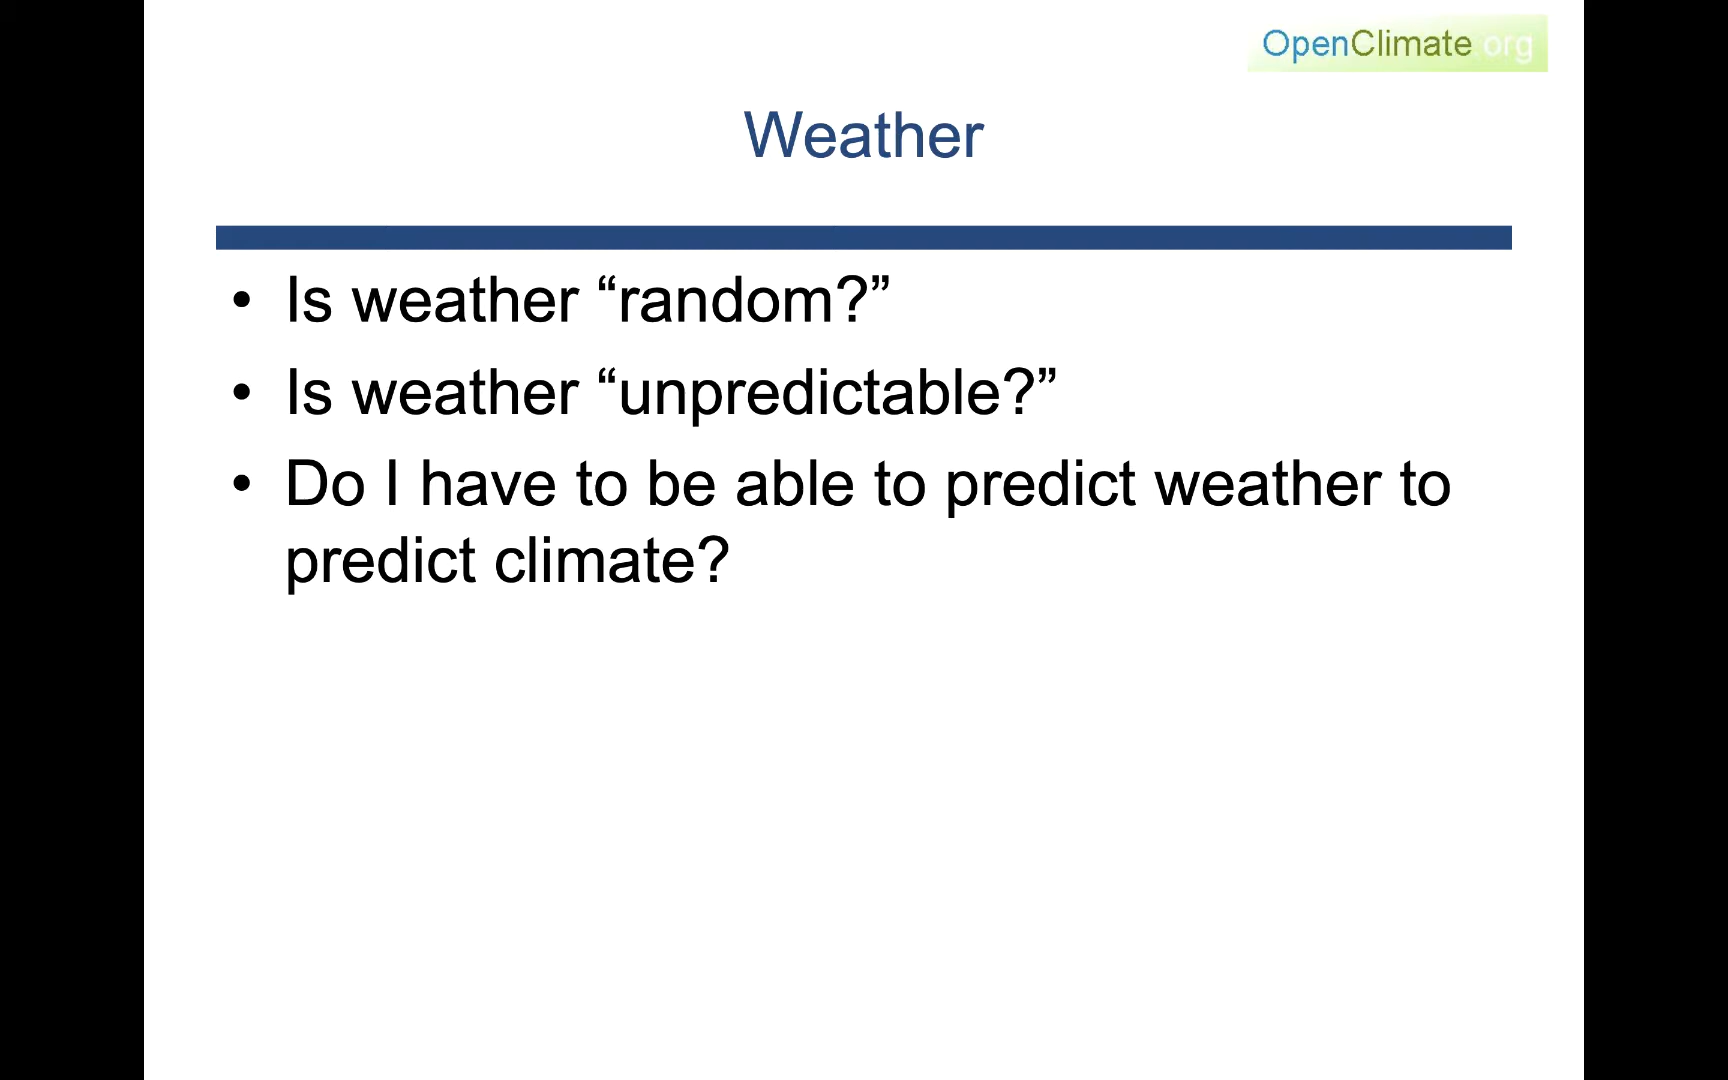 OpenClimate.org
Weather
• Is weather “random?”
• Is weather “unpredictable?”
• Do I have to be able to predict weather to
predict climate?